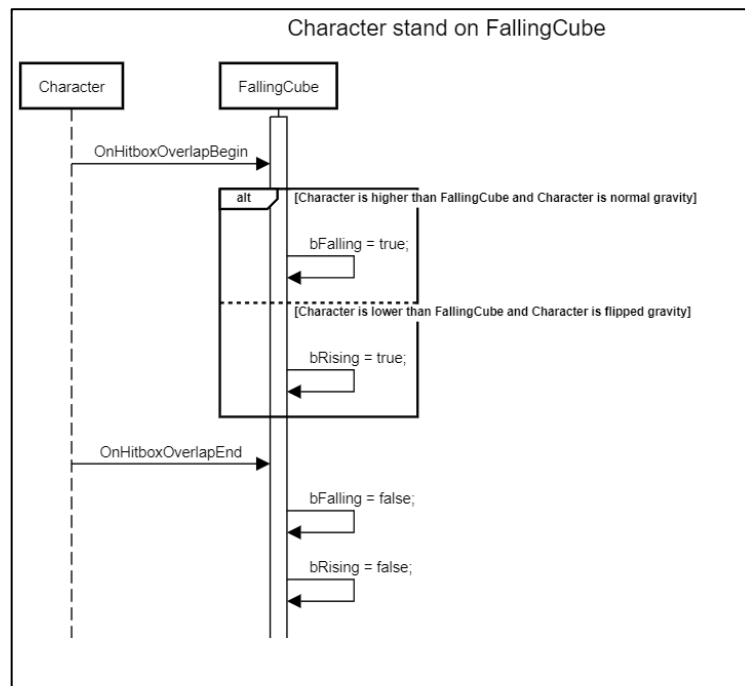 Character stand on FallingCube
Character
FallingCube
OnHitboxOverlapBegin
alt
[Character is higher than FallingCube and Character is normal gravity]
bFalling = true;
[Character is lower than FallingCube and Character is flipped gravity]
bRising = true;
OnHitboxOverlapEnd
bFalling = false;
bRising = false;